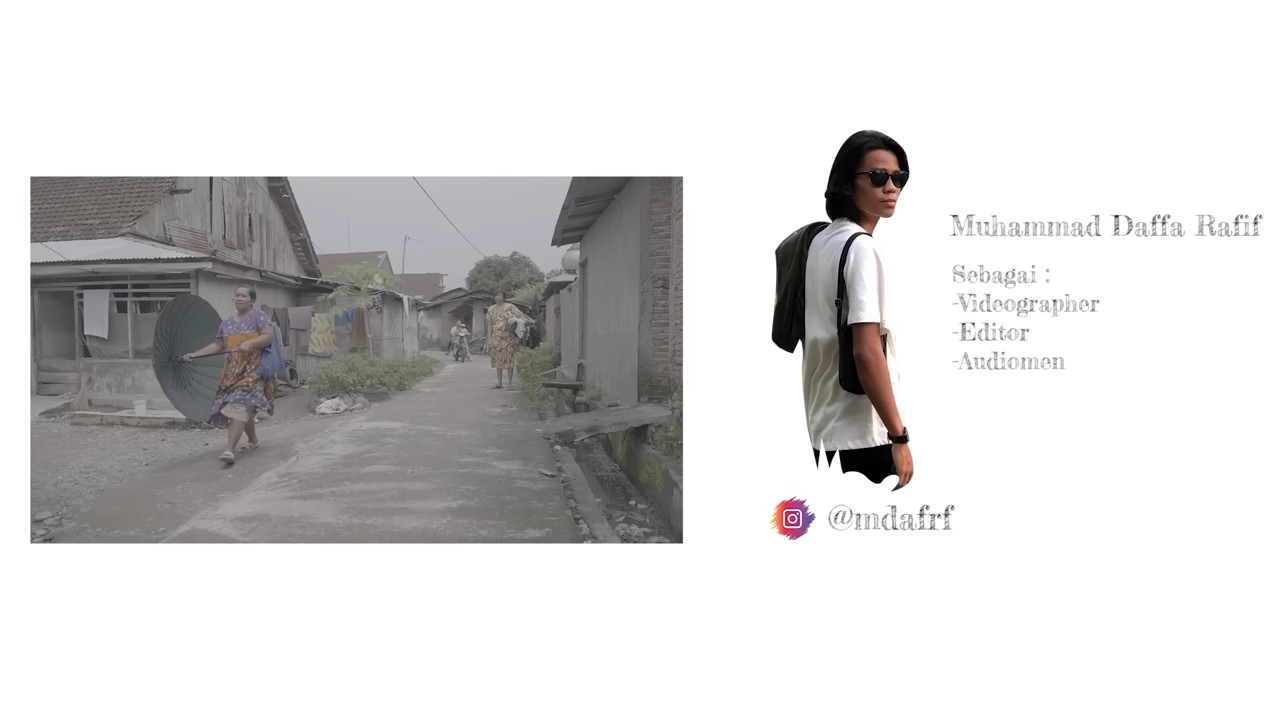 Muhammad Daffa Rafif
Sebagai :
-Videographer
-Editor
-Audiomen
@mdafrf